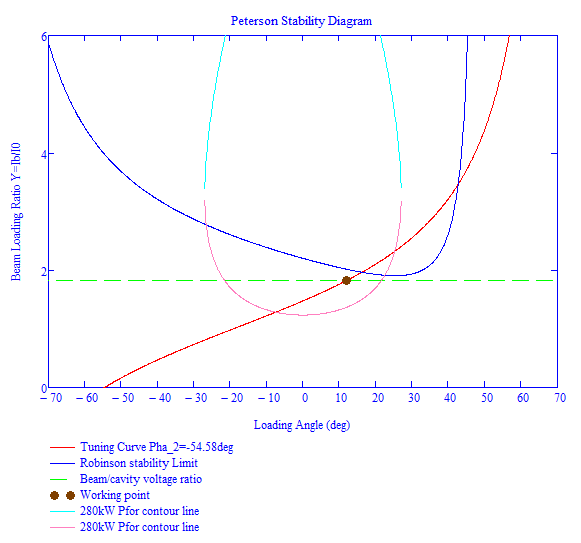 Peterson Stability Diagram
6
4
2
0
Beam Loading Ratio Y=Ib/I0
− 70 − 60 − 50 − 40 − 30 − 20 − 10 0 10 20 30 40 50 60 70
Loading Angle (deg)
Tuning Curve Pha_2=-54.58deg
Robinson stability Limit
Beam/cavity voltage ratio
Working point
280kW Pfor contour line
280kW Pfor contour line